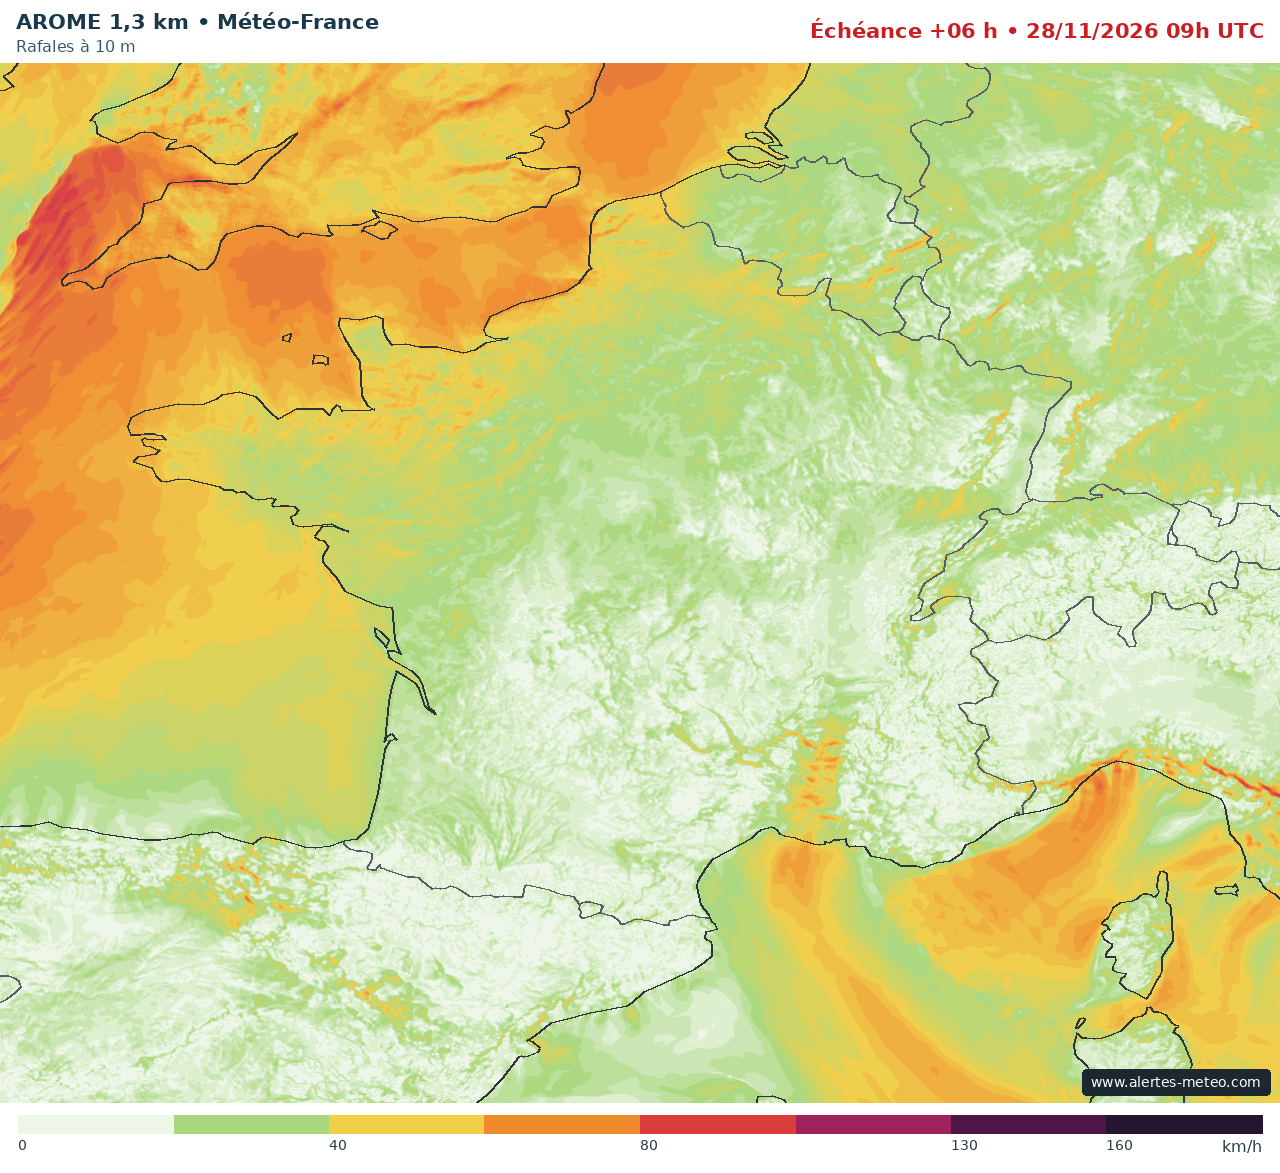 AROME 1,3 km • Météo-France
Rafales à 10 m
Échéance +06 h • 28/11/2026 09h UTC
www.alertes-meteo.com
0 40 80 130 160 km/h